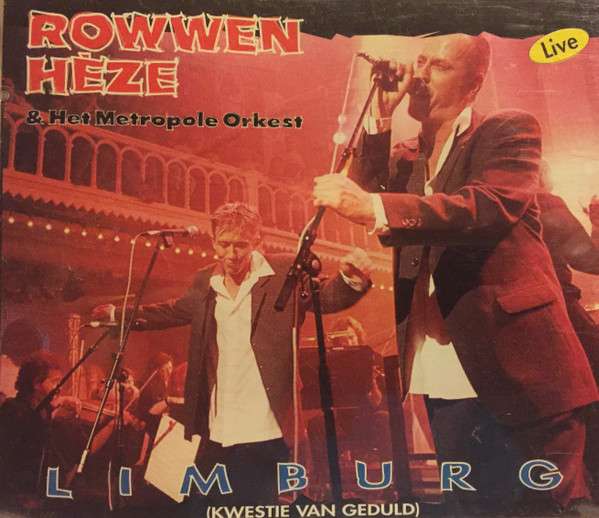 ROWWEN
HÈZE
& Het Metropole Orkest
Live
LIMBURG
(KWESTIE VAN GEDULD)